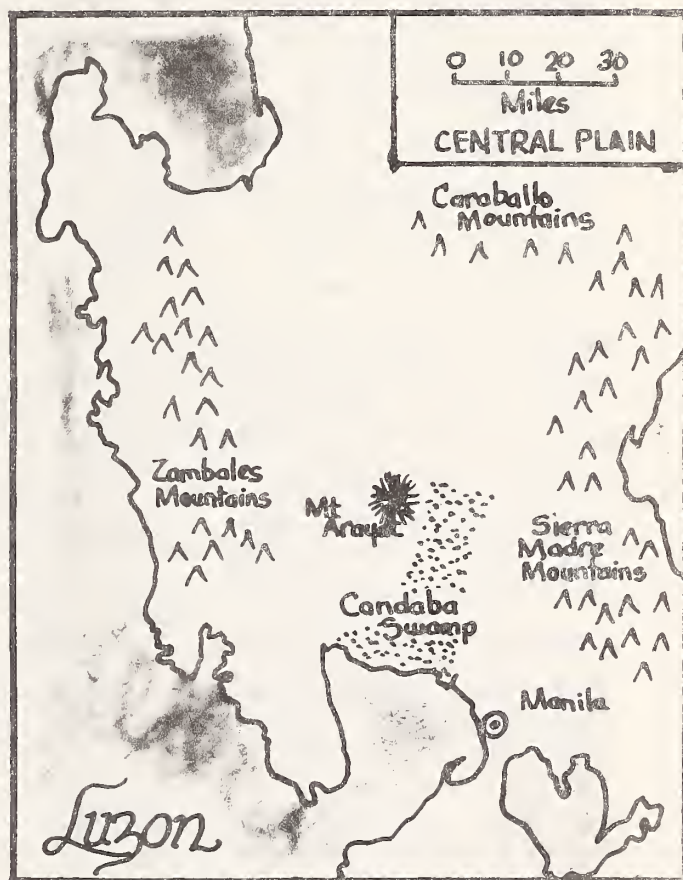 0 10 20 30
Miles
CENTRAL PLAIN
Caraballo
Mountains
Zambales
Mountains
Mt
Arayat
Sierra
Madre
Mountains
Candaba
Swamp
Manila
Luzon